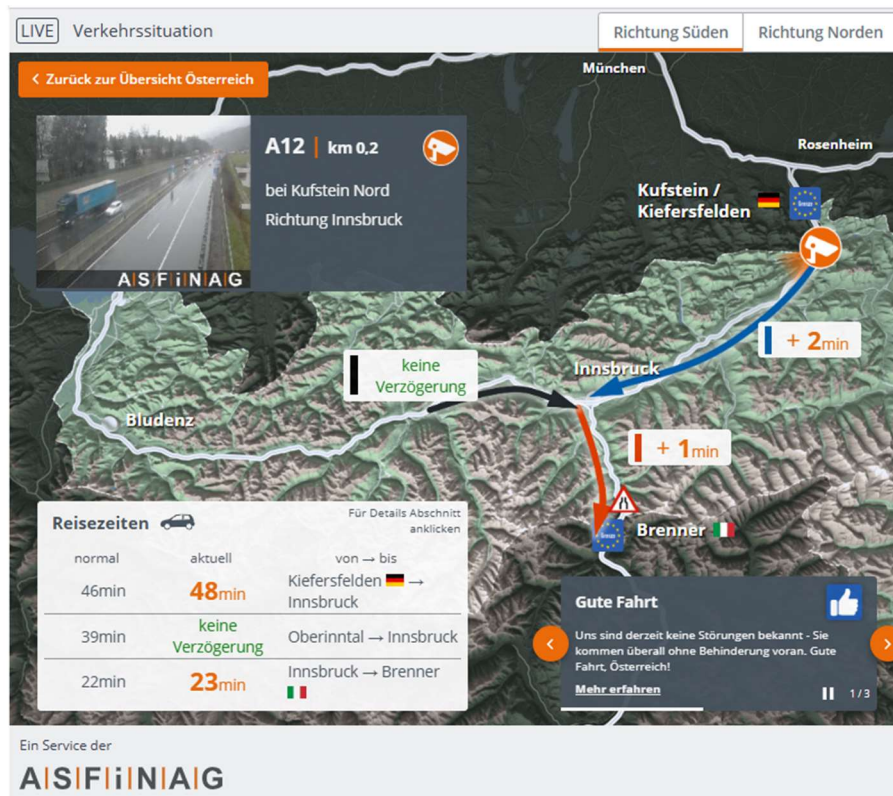 LIVE Verkehrssituation
Richtung Süden
Richtung Norden
Zurück zur Übersicht Österreich
München
Rosenheim
A12 | km 0,2
bei Kufstein Nord
Richtung Innsbruck
A|S|F|i|N|A|G
Kufstein /
Kiefersfelden
+ 2min
keine
Verzögerung
Innsbruck
Bludenz
+ 1min
Brenner
Reisezeiten
Für Details Abschnitt
anklicken
normal aktuell von → bis
46min 48min Kiefersfelden →
Innsbruck
39min keine
Verzögerung Oberinntal → Innsbruck
22min 23min Innsbruck → Brenner
Gute Fahrt
Uns sind derzeit keine Störungen bekannt - Sie
kommen überall ohne Behinderung voran. Gute
Fahrt, Österreich!
Mehr erfahren
1/3
Ein Service der
A|S|F|i|N|A|G